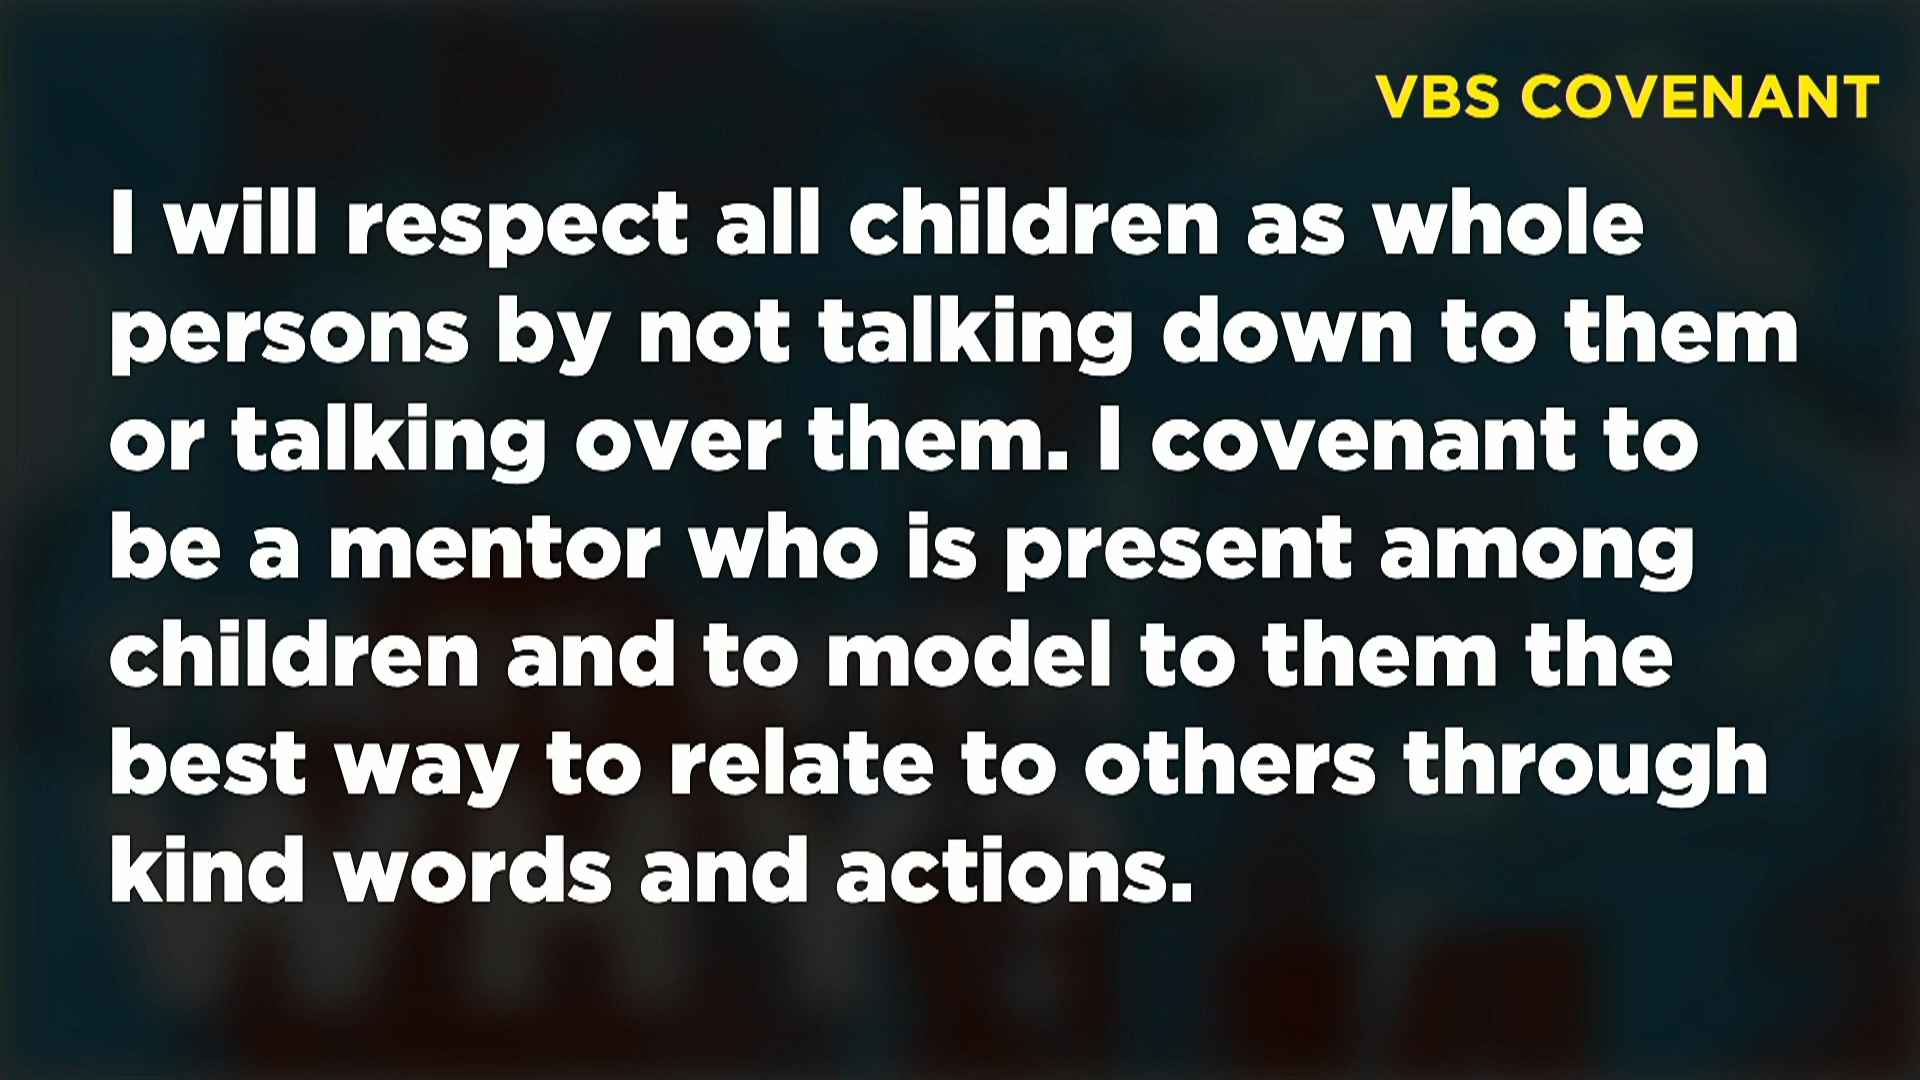 VBS COVENANT
I will respect all children as whole
persons by not talking down to them
or talking over them. I covenant to
be a mentor who is present among
children and to model to them the
best way to relate to others through
kind words and actions.